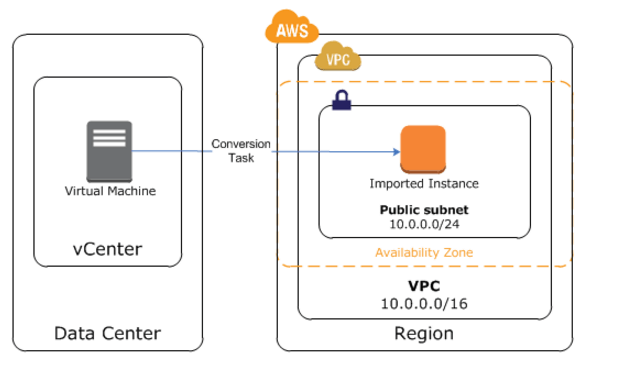 AWS
VPC
Conversion
Task
Virtual Machine
vCenter
Data Center
Imported Instance
Public subnet
10.0.0.0/24
Availability Zone
VPC
10.0.0.0/16
Region